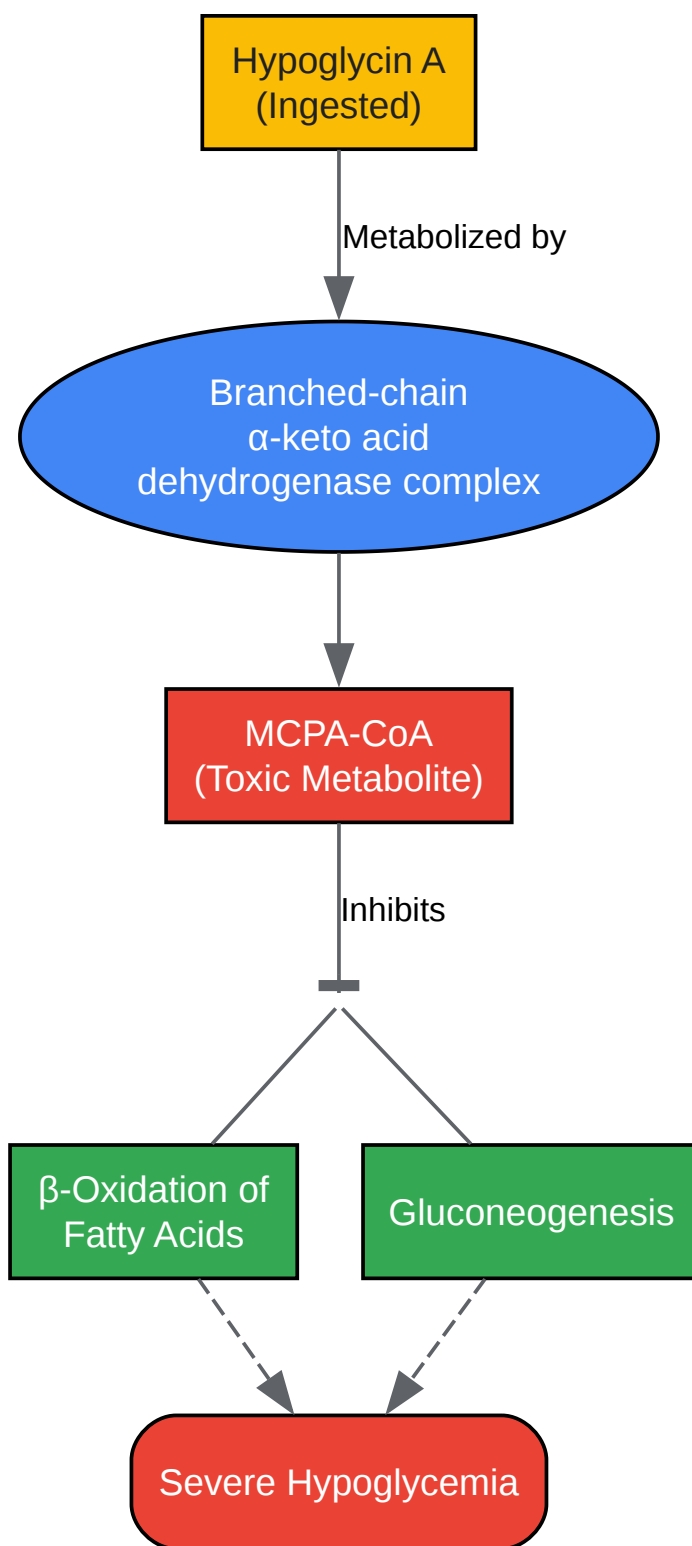 Hypoglycin A
(Ingested)
Metabolized by
Branched-chain
α-keto acid
dehydrogenase complex
MCPA-CoA
(Toxic Metabolite)
Inhibits
β-Oxidation of
Fatty Acids
Gluconeogenesis
Severe Hypoglycemia